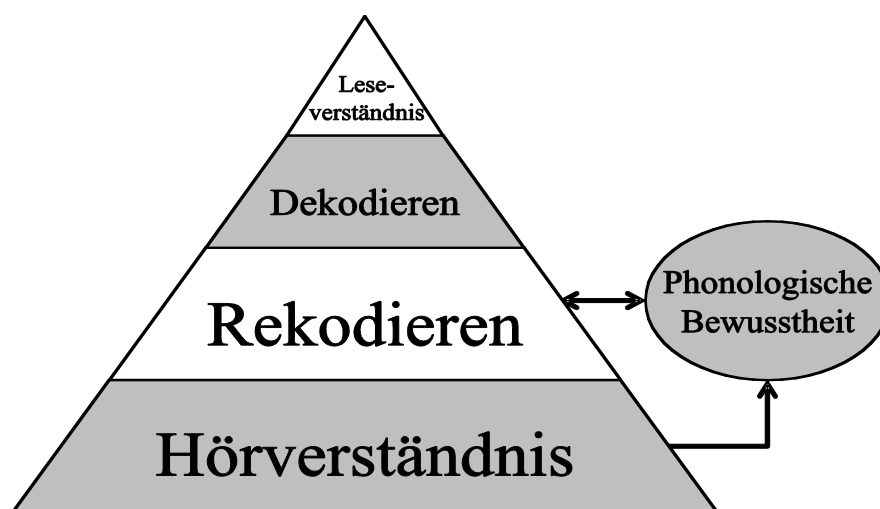 Lese-
verständnis
Dekodieren
Rekodieren
Hörverständnis
Phonologische
Bewusstheit